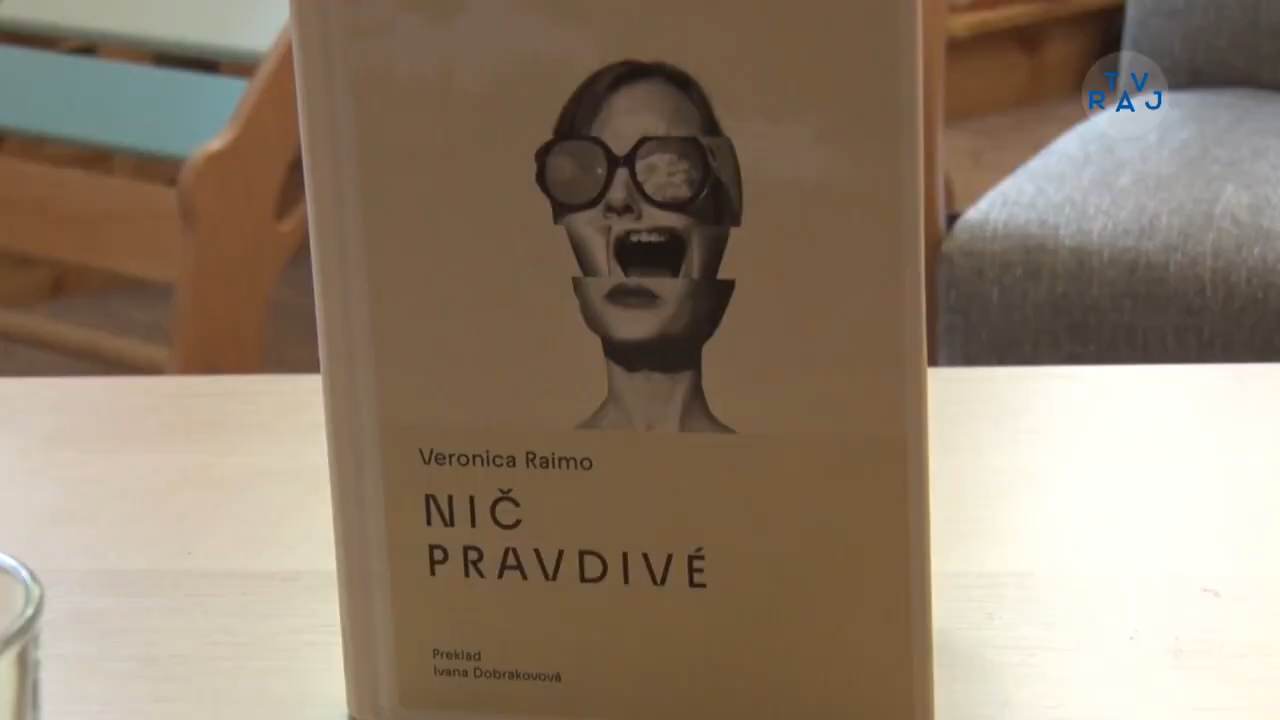 TV
RAJ
Veronica Raimo
NIČ
PRAVDIVÉ
Preklad
Ivana Dobrakovová